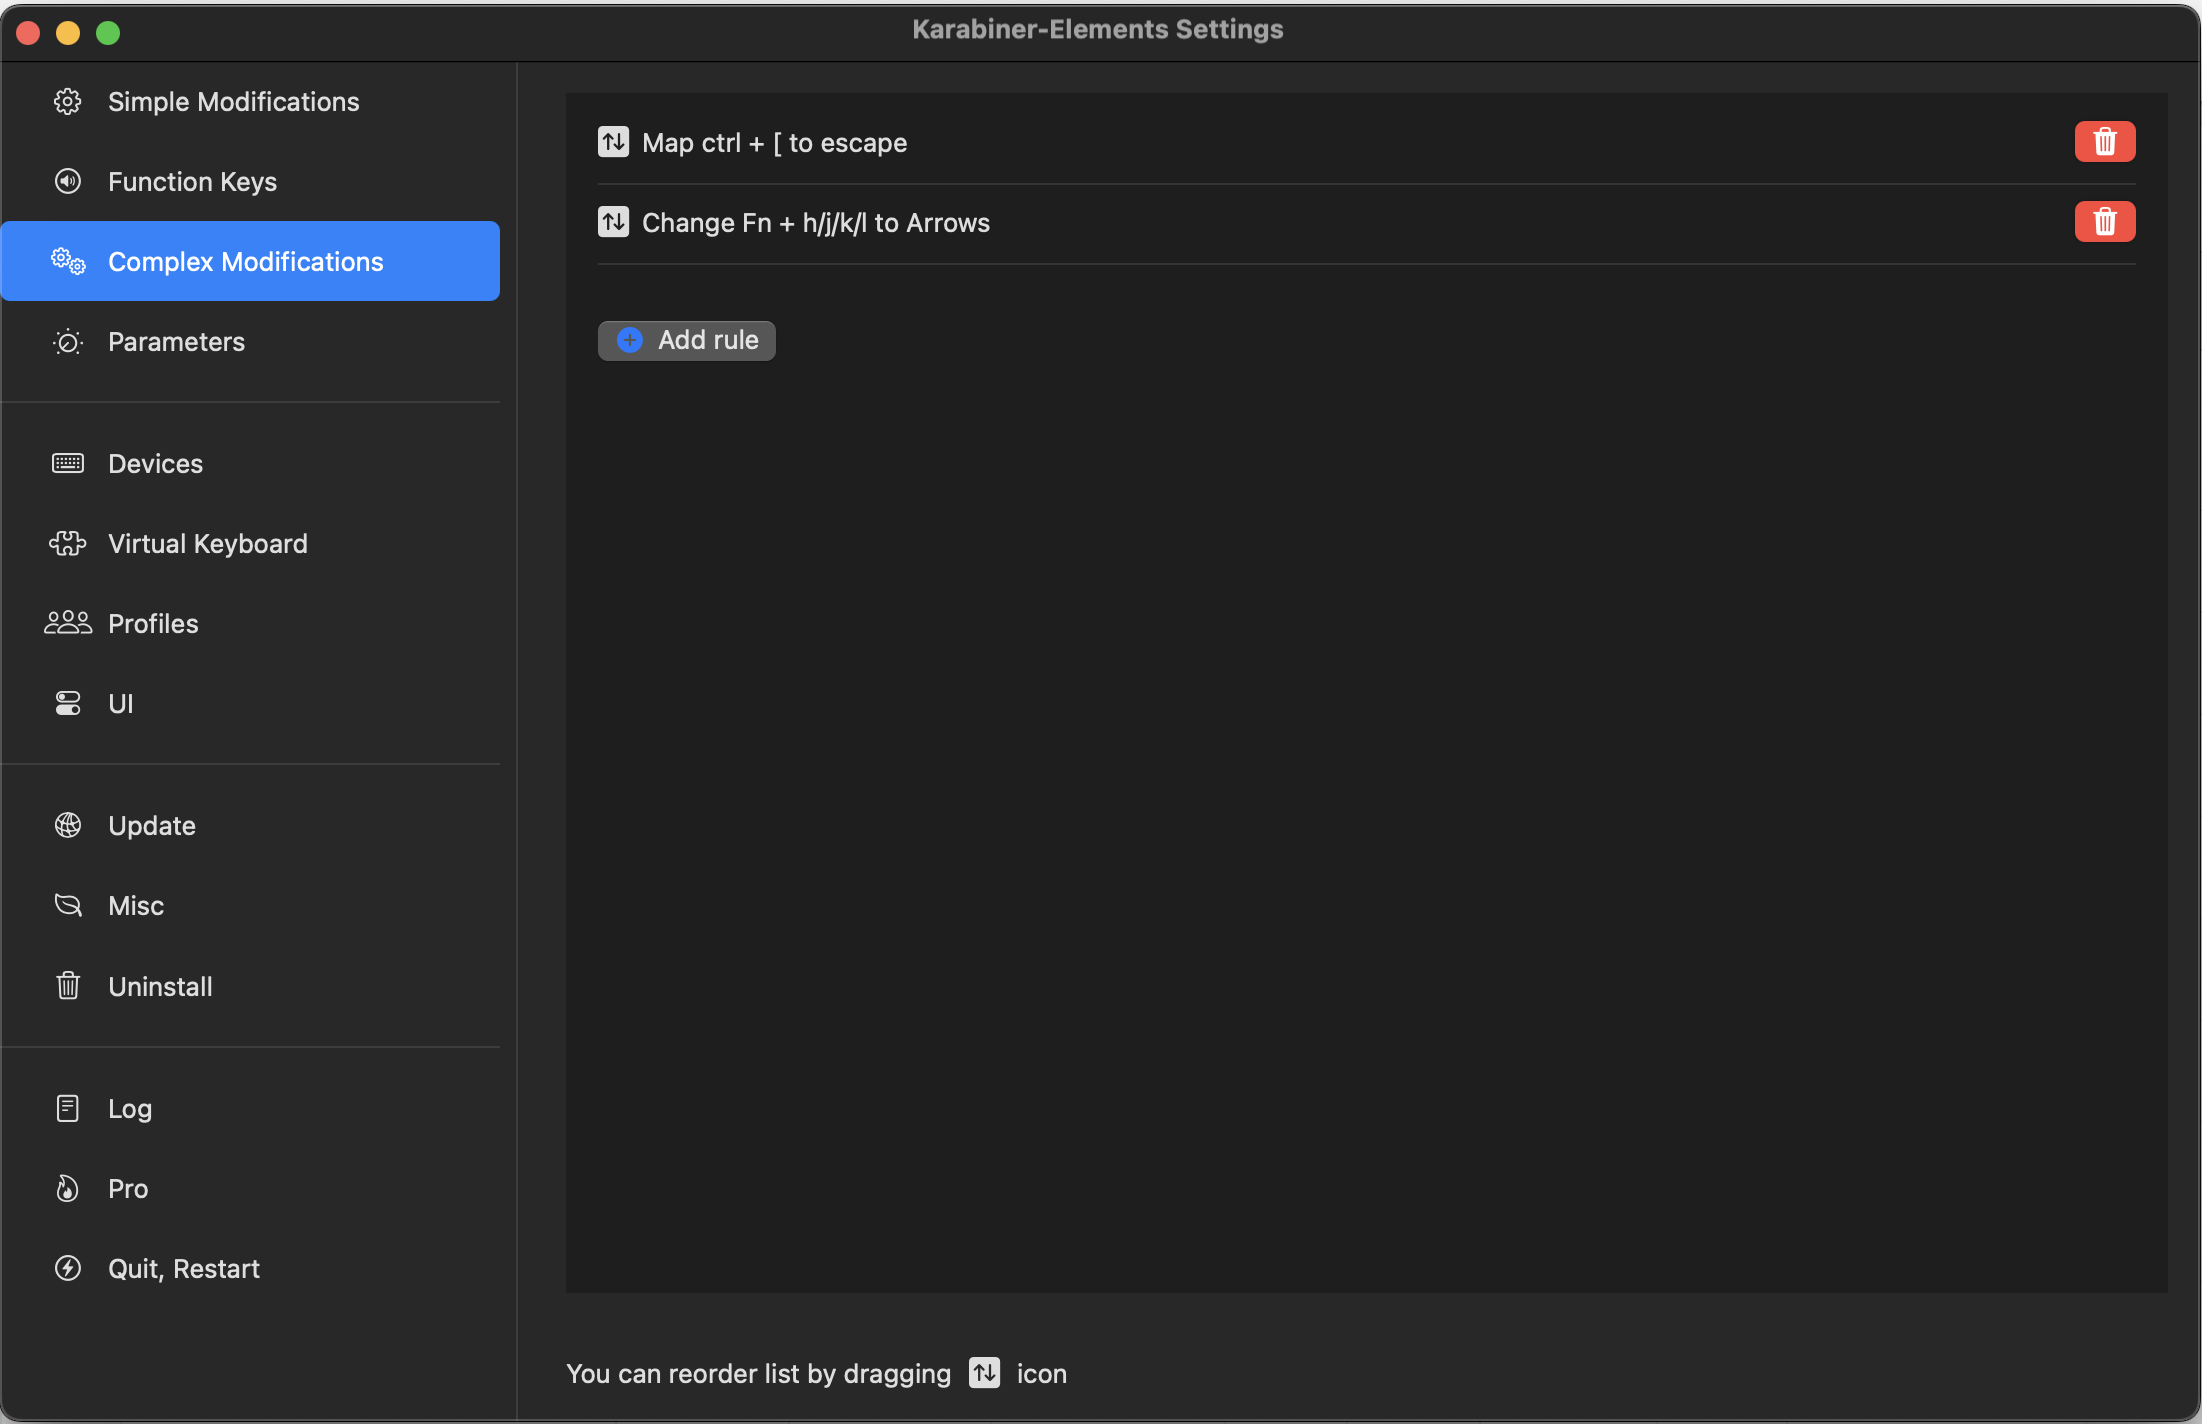 Karabiner-Elements Settings
Simple Modifications
Function Keys
Complex Modifications
Parameters
Devices
Virtual Keyboard
Profiles
UI
Update
Misc
Uninstall
Log
Pro
Quit, Restart
Map ctrl + [ to escape
Change Fn + h/j/k/l to Arrows
Add rule
You can reorder list by dragging icon